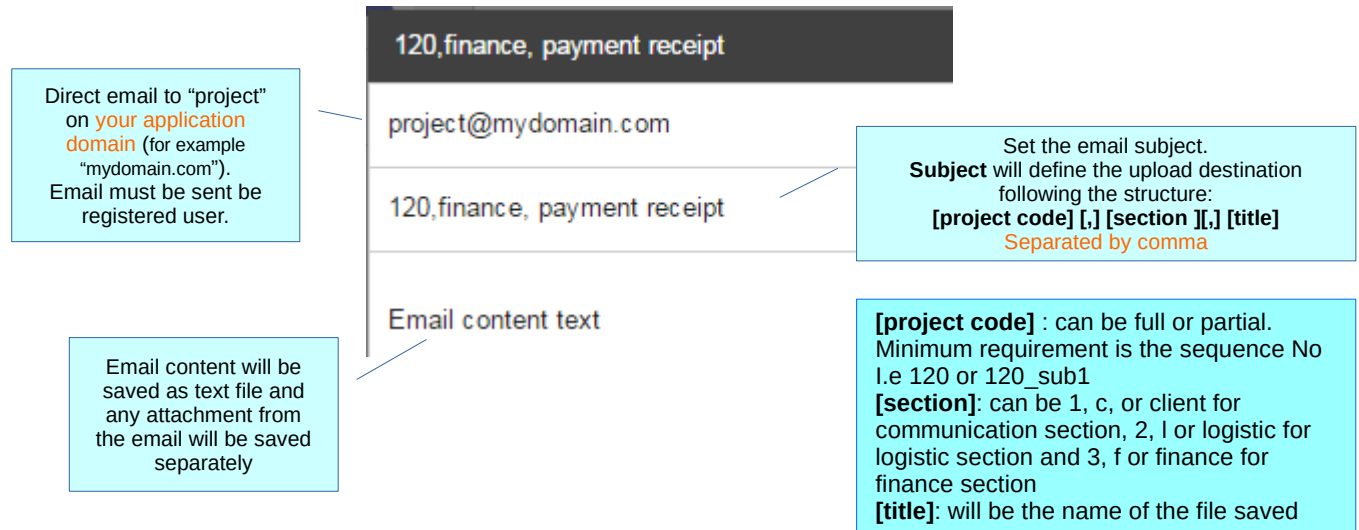 120,finance, payment receipt
Direct email to “project”
on your application
domain (for example
“mydomain.com”).
Email must be sent be
registered user.
project@mydomain.com
120,finance, payment receipt
Set the email subject.
Subject will define the upload destination
following the structure:
[project code] [,] [section ][,] [title]
Separated by comma
Email content text
Email content will be
saved as text file and
any attachment from
the email will be saved
separately
[project code] : can be full or partial.
Minimum requirement is the sequence No
I.e 120 or 120_sub1
[section]: can be 1, c, or client for
communication section, 2, l or logistic for
logistic section and 3, f or finance for
finance section
[title]: will be the name of the file saved